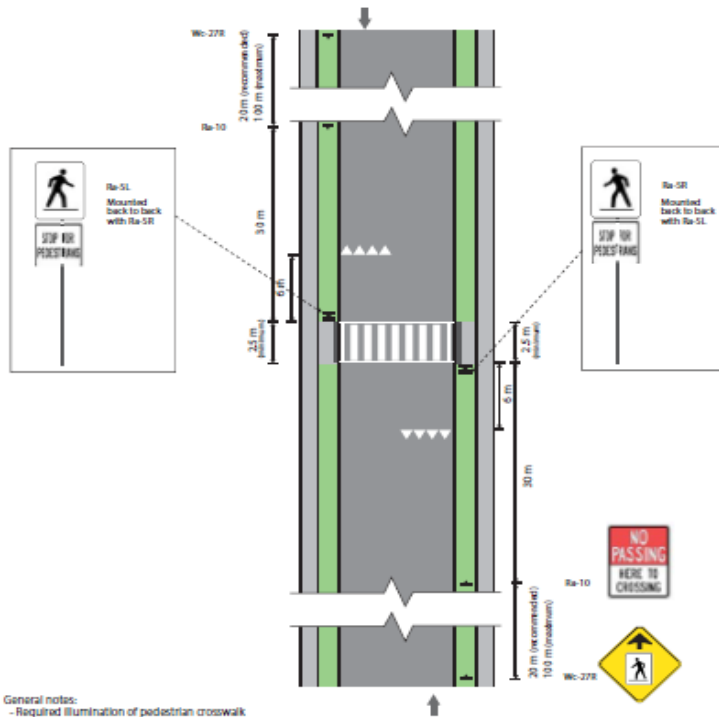 Wc-27R
20 m (recommended)
100 m (maximum)
Ra-10
Ra-5L
Mounted
back to back
with Ra-5R
STOP FOR
PEDESTRIANS
30 m
6 m
2.5 m
(minimum)
Ra-5R
Mounted
back to back
with Ra-5L
STOP FOR
PEDESTRIANS
2.5 m
(minimum)
6 m
30 m
NO
PASSING
HERE TO
CROSSING
Ra-10
20 m (recommended)
100 m (maximum)
Wc-27R
General notes:
- Required illumination of pedestrian crosswalk